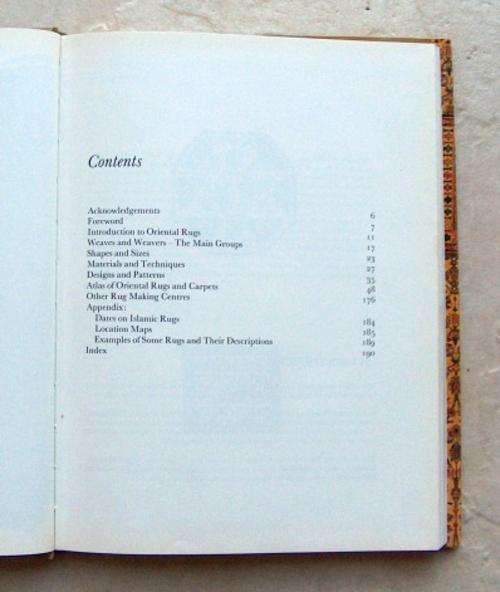 Contents
Acknowledgements 6
Foreword 7
Introduction to Oriental Rugs 11
Weaves and Weavers – The Main Groups 17
Shapes and Sizes 23
Materials and Techniques 27
Designs and Patterns 35
Atlas of Oriental Rugs and Carpets 48
Other Rug Making Centres 176
Appendix:
Dates on Islamic Rugs 184
Location Maps 185
Examples of Some Rugs and Their Descriptions 189
Index 190